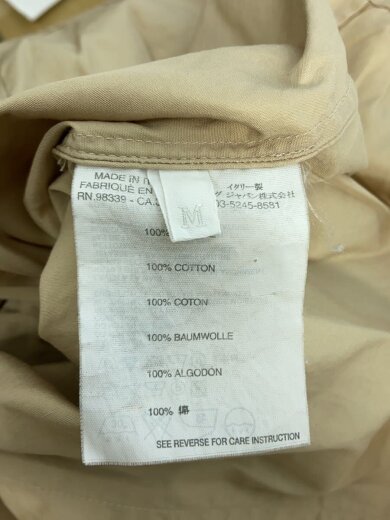 MADE IN
イタリー製
FABRIQUÉ EN
グ ジャパン株式会社
RN.98339 - CA.
03-5245-8581
M
100%
100% COTTON
100% COTON
100% BAUMWOLLE
100% ALGODÓN
100% 綿
SEE REVERSE FOR CARE INSTRUCTION